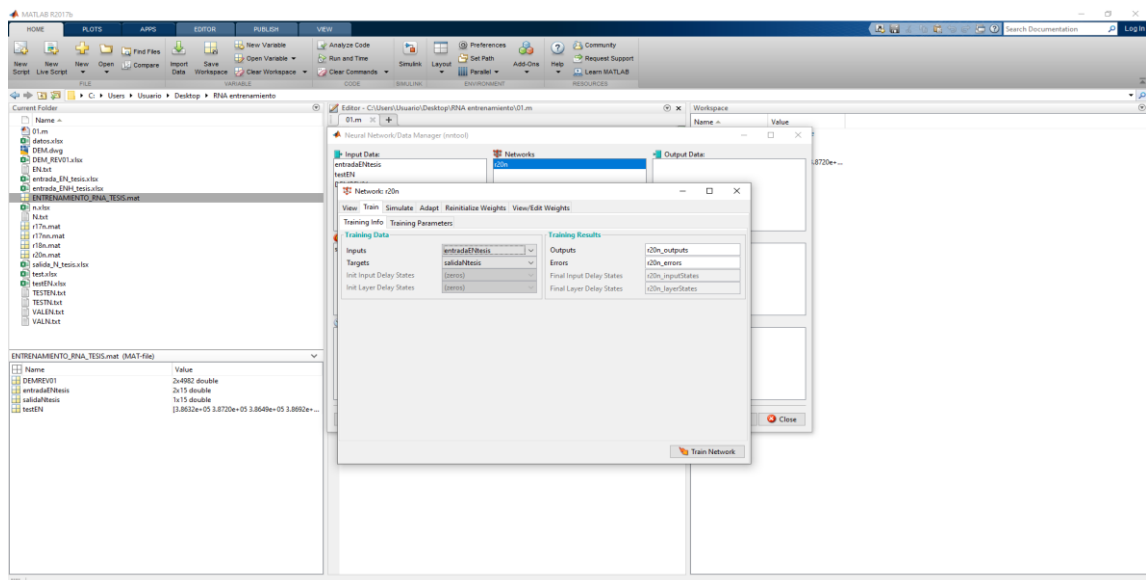 MATLAB R2017b
HOME PLOTS APPS EDITOR PUBLISH VIEW Search Documentation Log In
New Script New Live Script New Open Find Files Compare Import Data Save Workspace New Variable Open Variable Clear Workspace Analyze Code Run and Time Clear Commands Simulink Layout Preferences Set Path Parallel Add-Ons Help Community Request Support Learn MATLAB
FILE VARIABLE CODE SIMULINK ENVIRONMENT RESOURCES
C: Users Usuario Desktop RNA entrenamiento
Current Folder
Name
01.m
datos.xlsx
DEM.dwg
DEM_REV01.xlsx
EN.txt
entrada_EN_tesis.xlsx
entrada_ENH_tesis.xlsx
ENTRENAMIENTO_RNA_TESIS.mat
n.xlsx
N.txt
r17n.mat
r17nn.mat
r18n.mat
r20n.mat
salida_N_tesis.xlsx
test.xlsx
testEN.xlsx
TESTEN.txt
TESTN.txt
VALEN.txt
VALN.txt
ENTRENAMIENTO_RNA_TESIS.mat (MAT-file)
Name Value
DEMREV01 2x4982 double
entradaENtesis 2x15 double
salidaNtesis 1x15 double
testEN [3.8632e+05 3.8720e+05 3.8649e+05 3.8692e+...
Editor - C:\Users\Usuario\Desktop\RNA entrenamiento\01.m
01.m
Neural Network/Data Manager (nntool)
Input Data: Networks Output Data:
entradaENtesis r20n
testEN
Network: r20n
View Train Simulate Adapt Reinitialize Weights View/Edit Weights
Training Info Training Parameters
Training Data Training Results
Inputs entradaENtesis Outputs r20n_outputs
Targets salidaNtesis Errors r20n_errors
Init Input Delay States (zeros) Final Input Delay States r20n_inputStates
Init Layer Delay States (zeros) Final Layer Delay States r20n_layerStates
Train Network
Close
Workspace
Name Value
.8720e+...